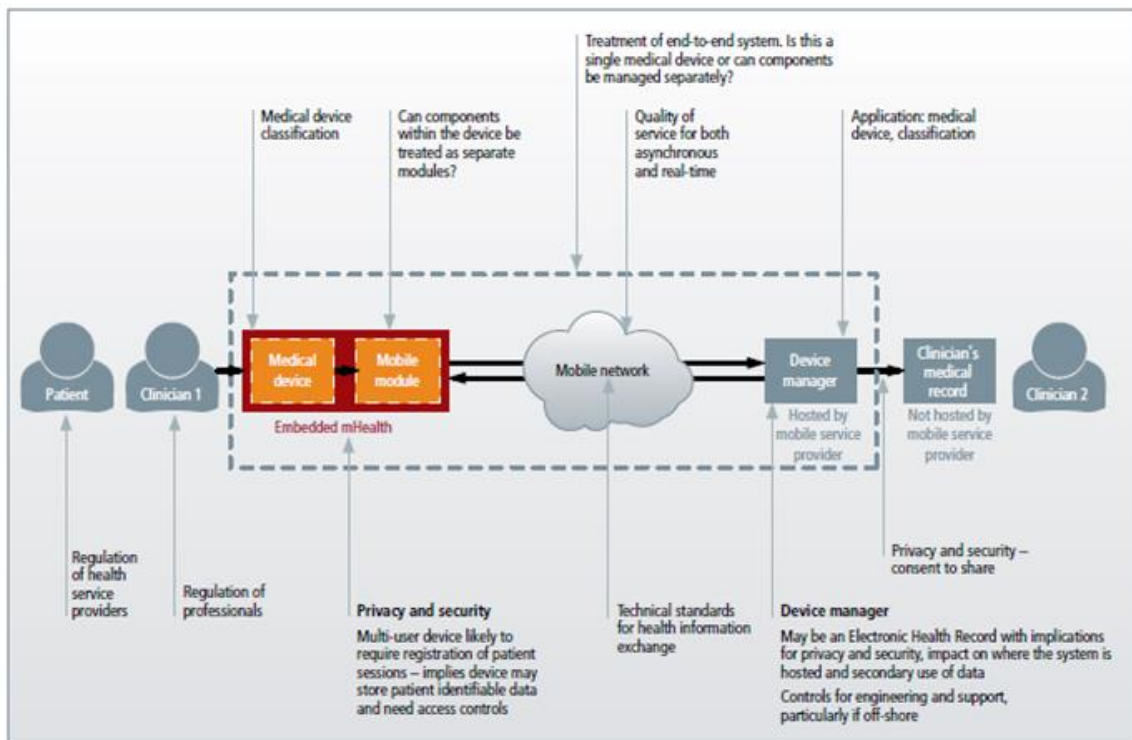 Treatment of end-to-end system. Is this a
single medical device or can components
be managed separately?
Medical device
classification
Can components
within the device be
treated as separate
modules?
Quality of
service for both
asynchronous
and real-time
Application: medical
device, classification
Patient
Clinician 1
Medical
device
Mobile
module
Embedded mHealth
Mobile network
Device
manager
Hosted by
mobile service
provider
Clinician's
medical
record
Not hosted by
mobile service
provider
Clinician 2
Regulation
of health
service
providers
Regulation of
professionals
Privacy and security
Multi-user device likely to
require registration of patient
sessions – implies device may
store patient identifiable data
and need access controls
Technical standards
for health information
exchange
Privacy and security –
consent to share
Device manager
May be an Electronic Health Record with implications
for privacy and security, impact on where the system is
hosted and secondary use of data
Controls for engineering and support,
particularly if off-shore